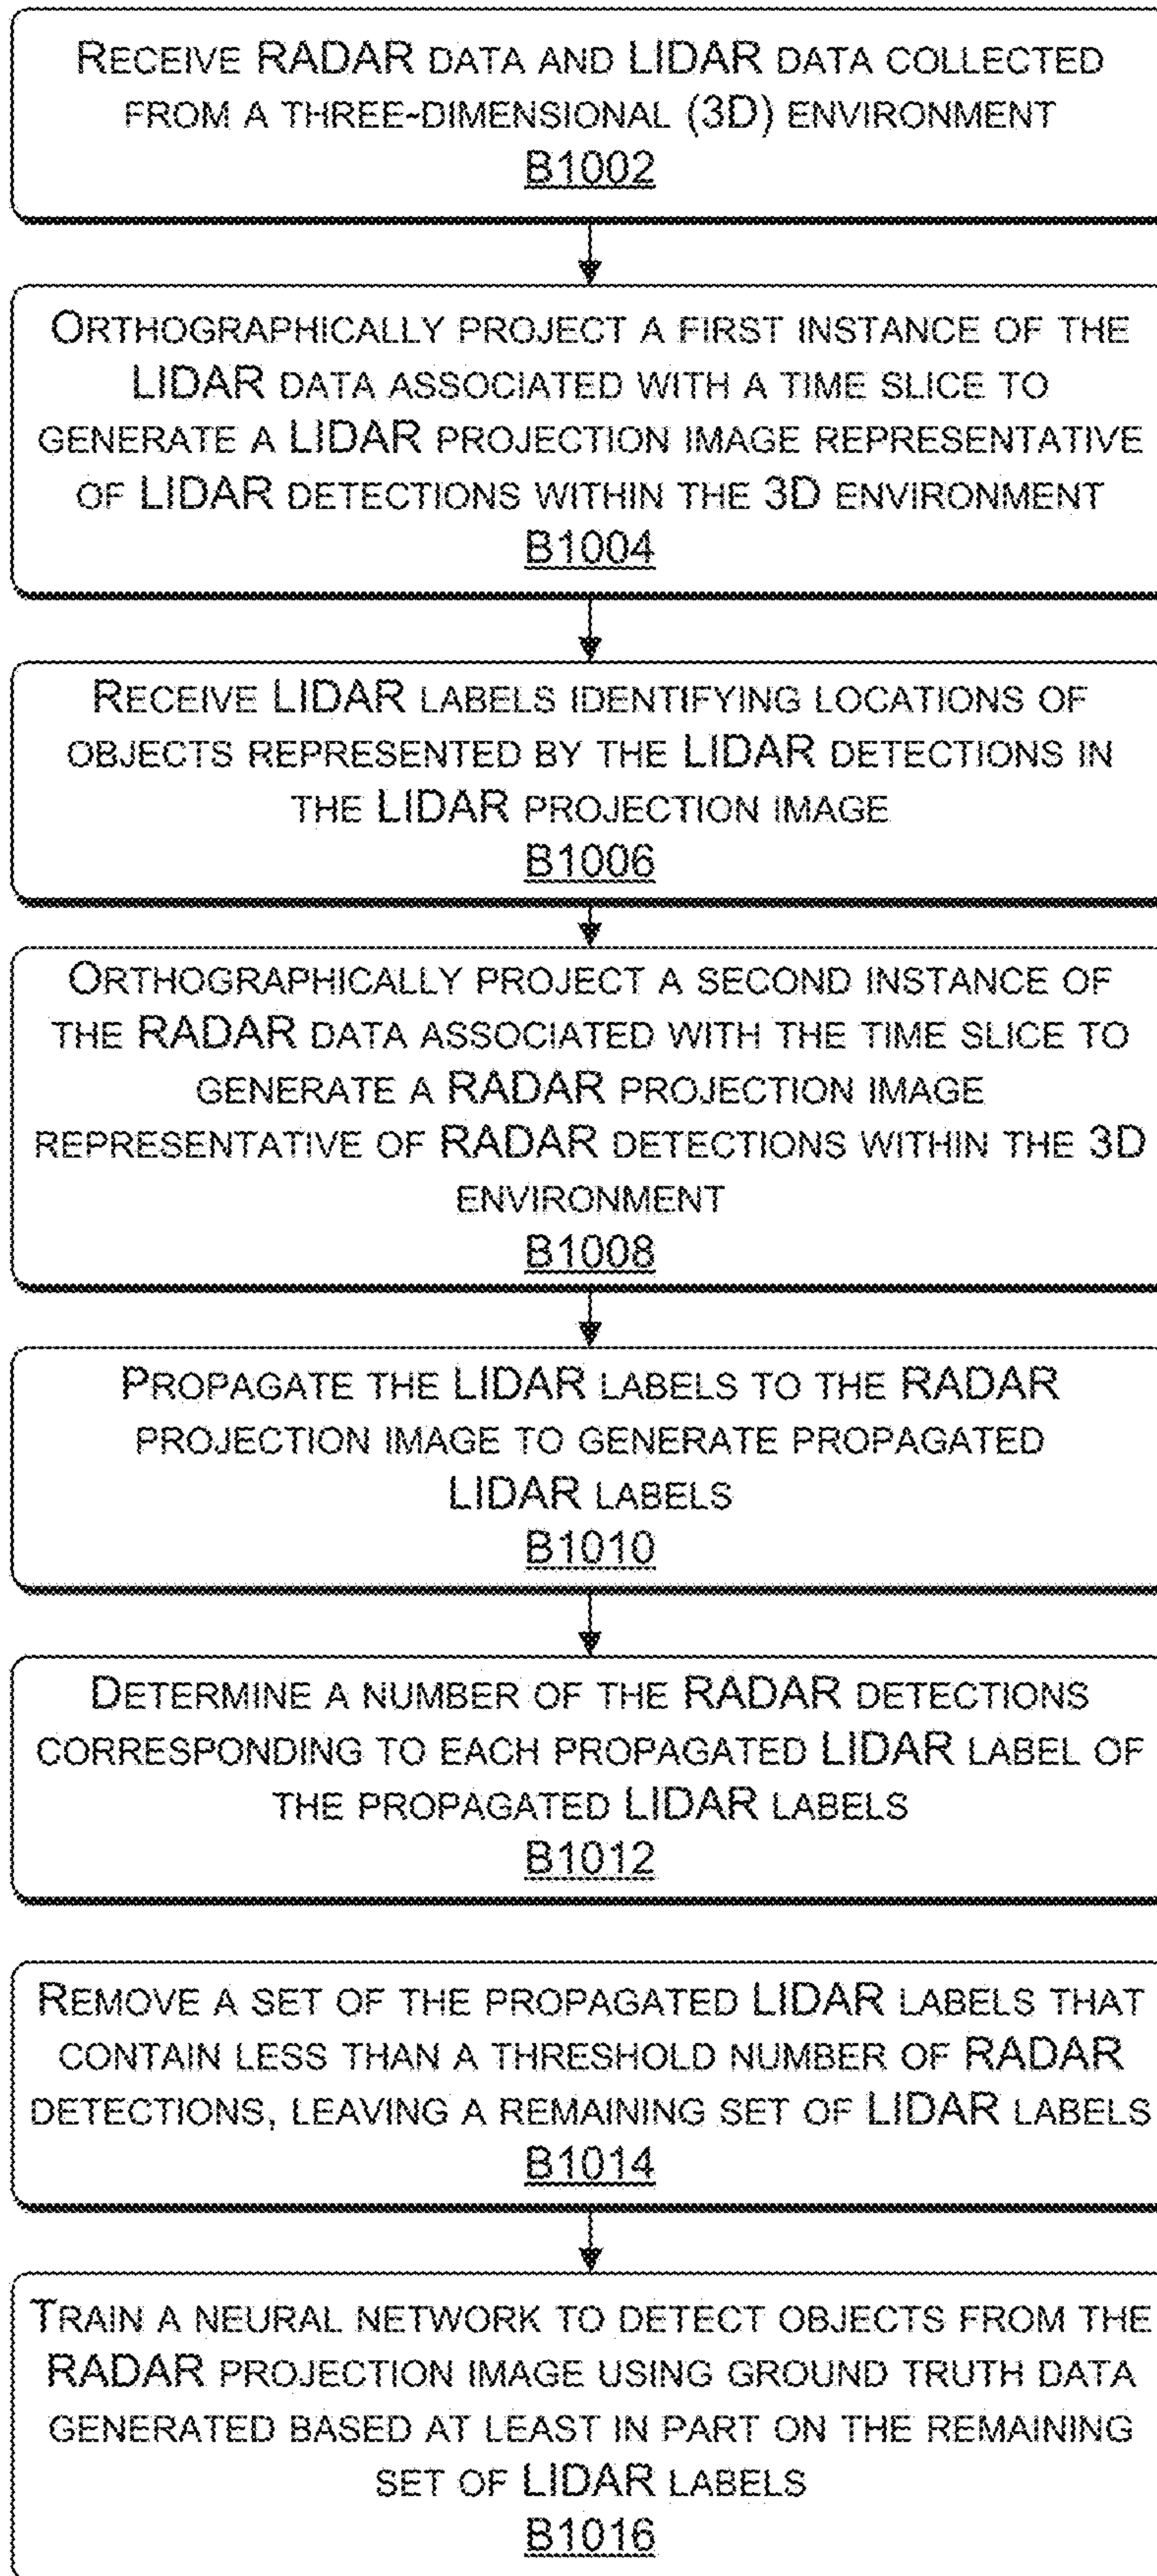 RECEIVE RADAR DATA AND LIDAR DATA COLLECTED
FROM A THREE-DIMENSIONAL (3D) ENVIRONMENT
B1002
ORTHOGRAPHICALLY PROJECT A FIRST INSTANCE OF THE
LIDAR DATA ASSOCIATED WITH A TIME SLICE TO
GENERATE A LIDAR PROJECTION IMAGE REPRESENTATIVE
OF LIDAR DETECTIONS WITHIN THE 3D ENVIRONMENT
B1004
RECEIVE LIDAR LABELS IDENTIFYING LOCATIONS OF
OBJECTS REPRESENTED BY THE LIDAR DETECTIONS IN
THE LIDAR PROJECTION IMAGE
B1006
ORTHOGRAPHICALLY PROJECT A SECOND INSTANCE OF
THE RADAR DATA ASSOCIATED WITH THE TIME SLICE TO
GENERATE A RADAR PROJECTION IMAGE
REPRESENTATIVE OF RADAR DETECTIONS WITHIN THE 3D
ENVIRONMENT
B1008
PROPAGATE THE LIDAR LABELS TO THE RADAR
PROJECTION IMAGE TO GENERATE PROPAGATED
LIDAR LABELS
B1010
DETERMINE A NUMBER OF THE RADAR DETECTIONS
CORRESPONDING TO EACH PROPAGATED LIDAR LABEL OF
THE PROPAGATED LIDAR LABELS
B1012
REMOVE A SET OF THE PROPAGATED LIDAR LABELS THAT
CONTAIN LESS THAN A THRESHOLD NUMBER OF RADAR
DETECTIONS, LEAVING A REMAINING SET OF LIDAR LABELS
B1014
TRAIN A NEURAL NETWORK TO DETECT OBJECTS FROM THE
RADAR PROJECTION IMAGE USING GROUND TRUTH DATA
GENERATED BASED AT LEAST IN PART ON THE REMAINING
SET OF LIDAR LABELS
B1016